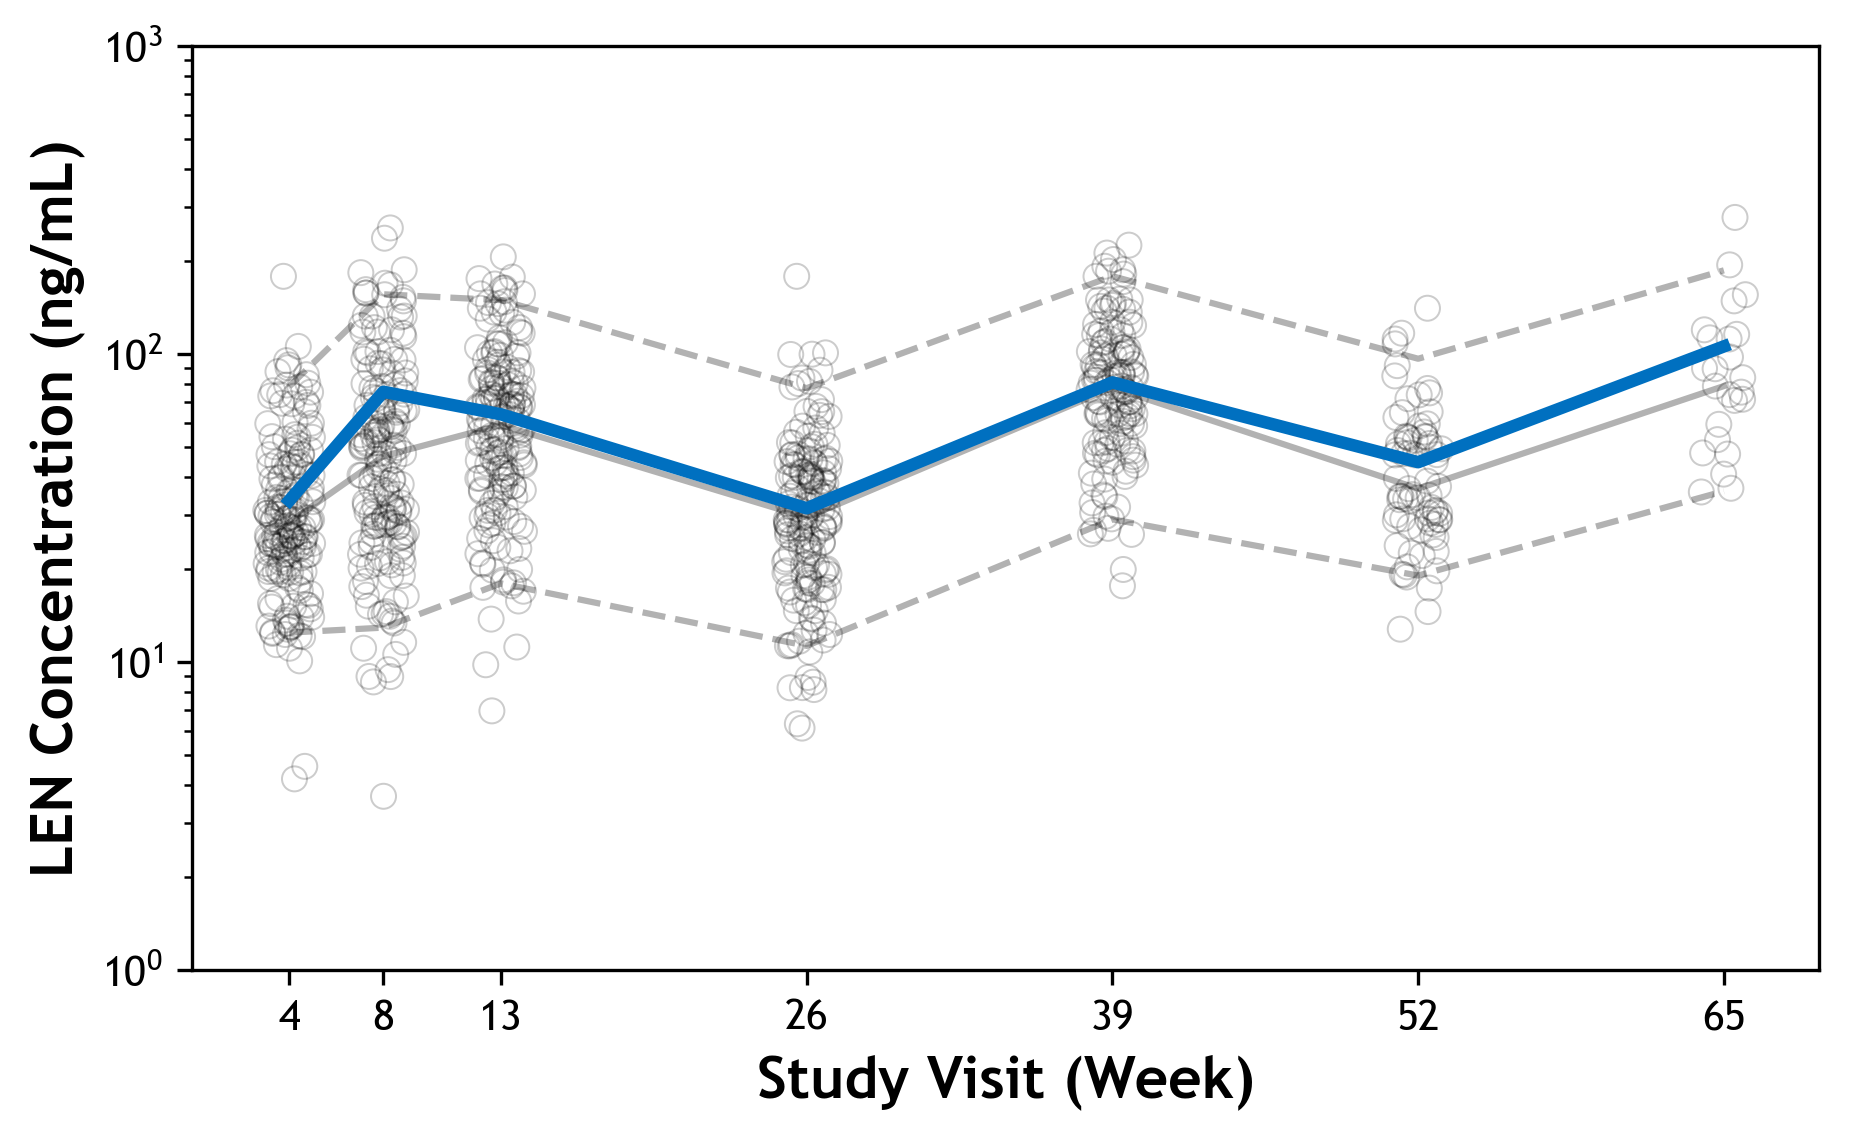 LEN Concentration (ng/mL)
10³
10²
10¹
10⁰
4 8 13 26 39 52 65
Study Visit (Week)